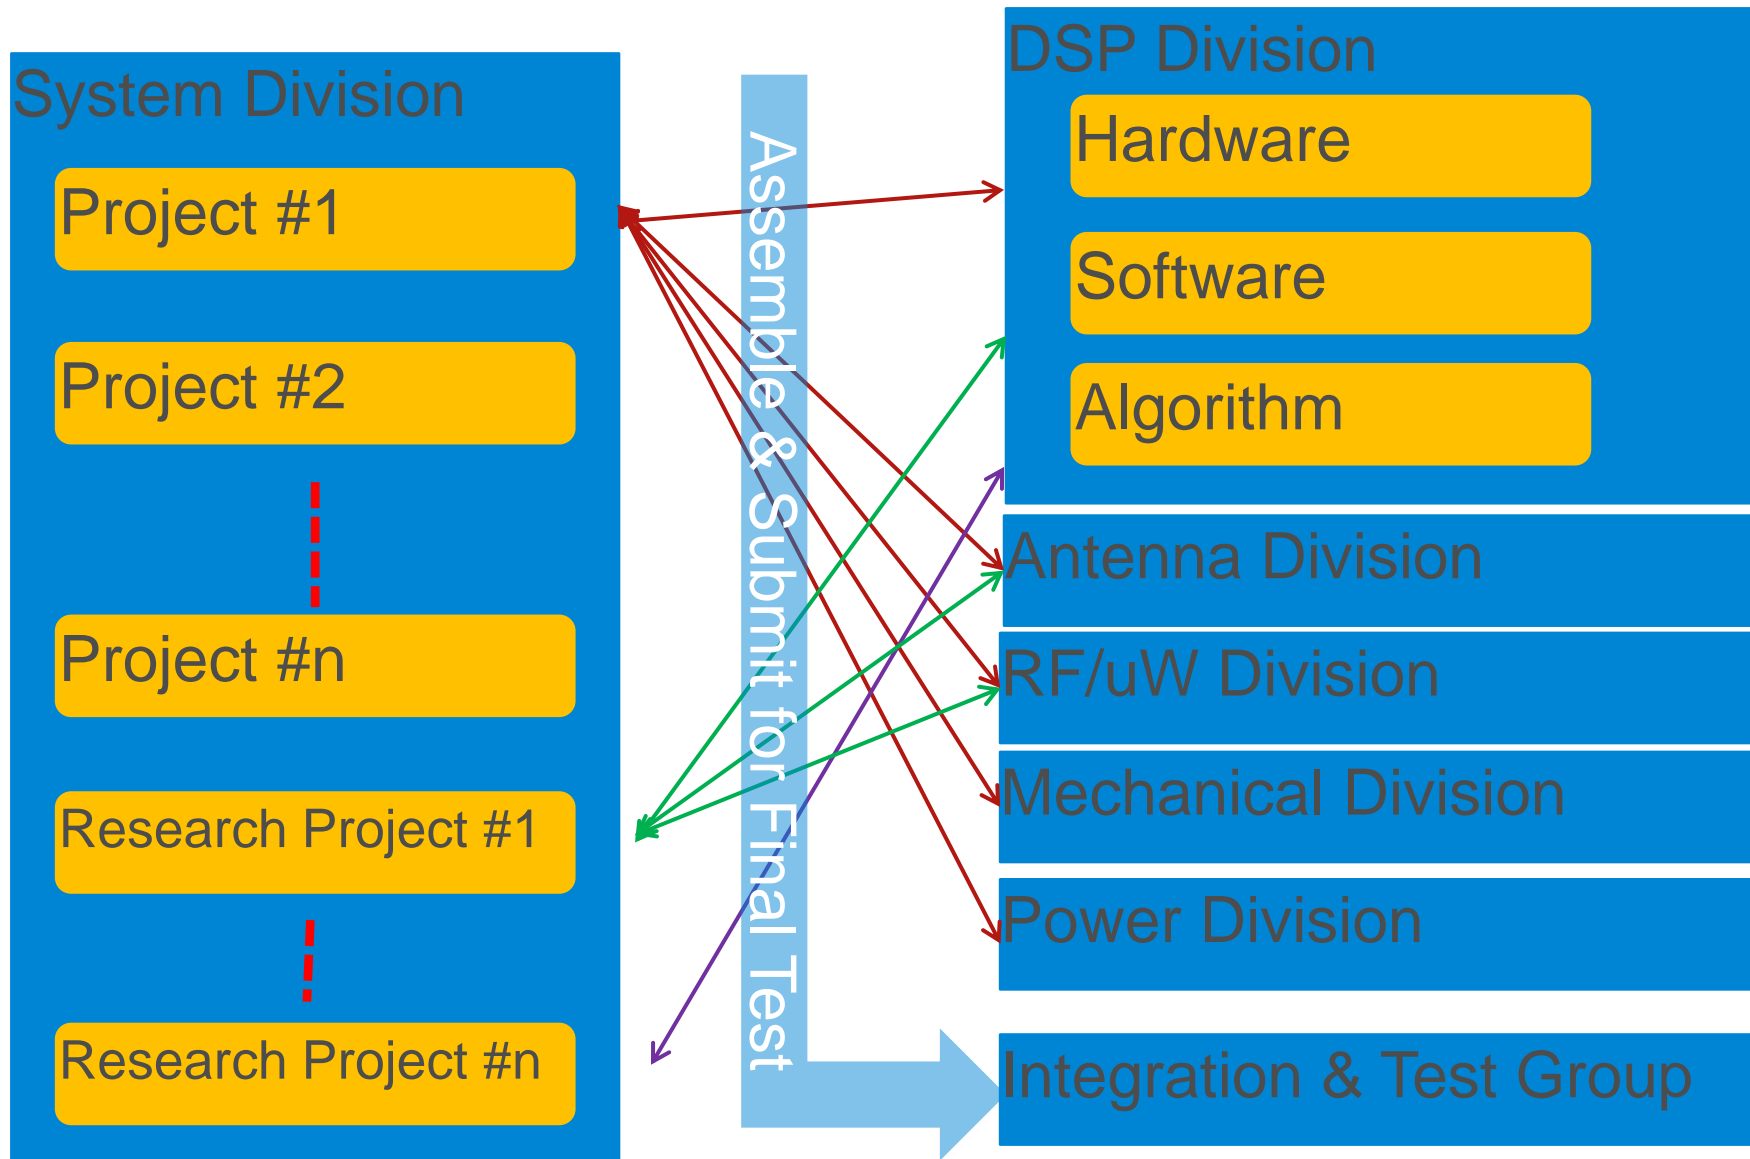 System Division
Project #1
Project #2
Project #n
Research Project #1
Research Project #n
Assemble & Submit for Final Test
DSP Division
Hardware
Software
Algorithm
Antenna Division
RF/uW Division
Mechanical Division
Power Division
Integration & Test Group